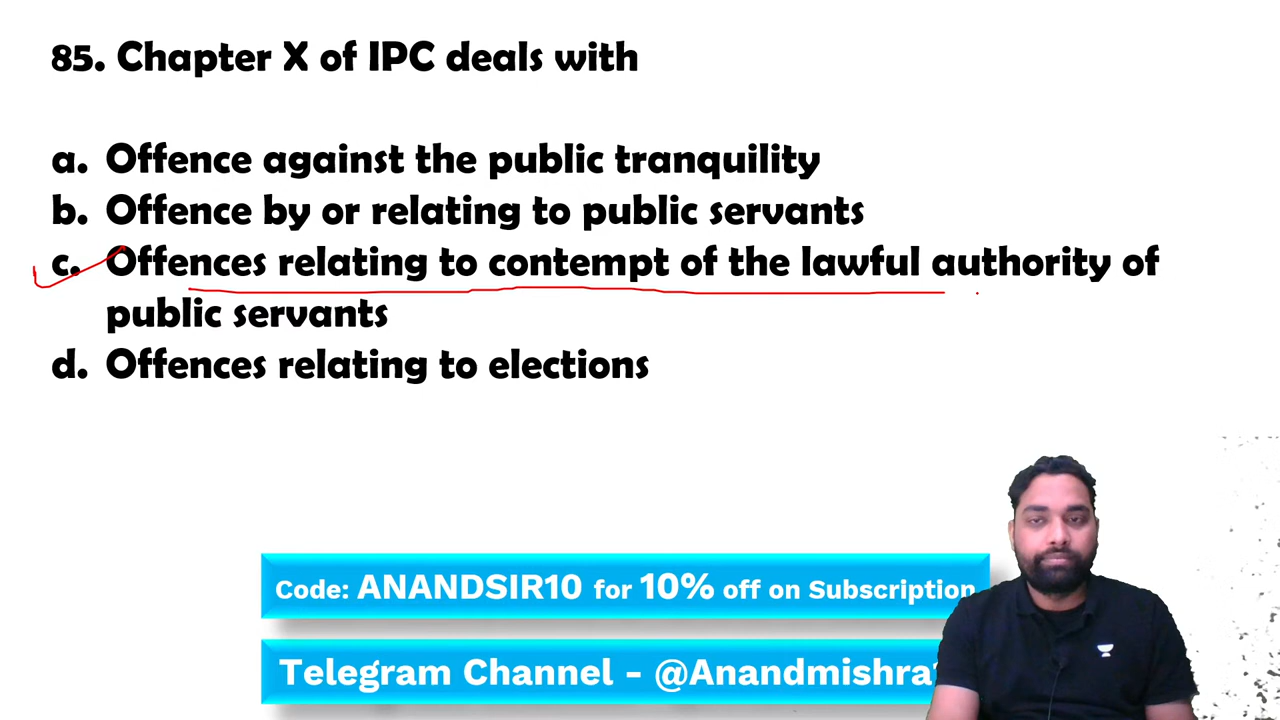 85. Chapter X of IPC deals with
a. Offence against the public tranquility
b. Offence by or relating to public servants
c. Offences relating to contempt of the lawful authority of
public servants
d. Offences relating to elections
Code: ANANDSIR10 for 10% off on Subscription
Telegram Channel - @Anandmishra